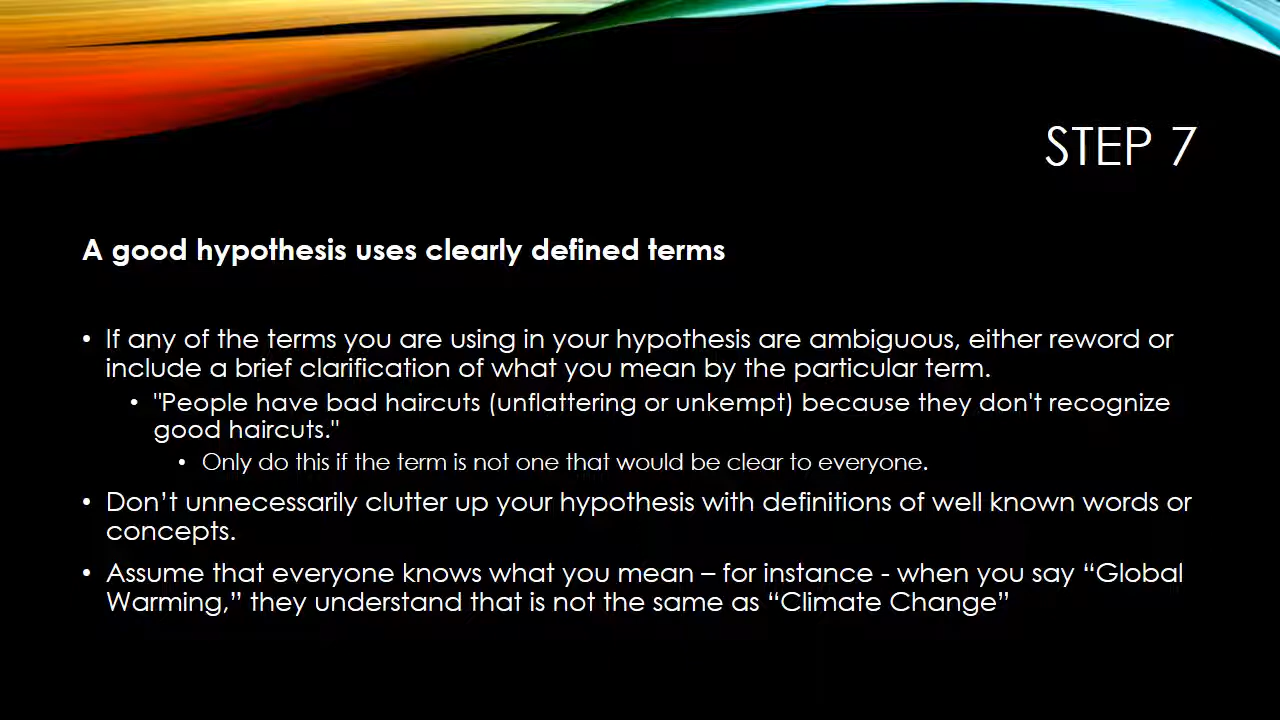 STEP 7
A good hypothesis uses clearly defined terms
• If any of the terms you are using in your hypothesis are ambiguous, either reword or
include a brief clarification of what you mean by the particular term.
• "People have bad haircuts (unflattering or unkempt) because they don't recognize
good haircuts."
• Only do this if the term is not one that would be clear to everyone.
• Don’t unnecessarily clutter up your hypothesis with definitions of well known words or
concepts.
• Assume that everyone knows what you mean – for instance - when you say “Global
Warming,” they understand that is not the same as “Climate Change”